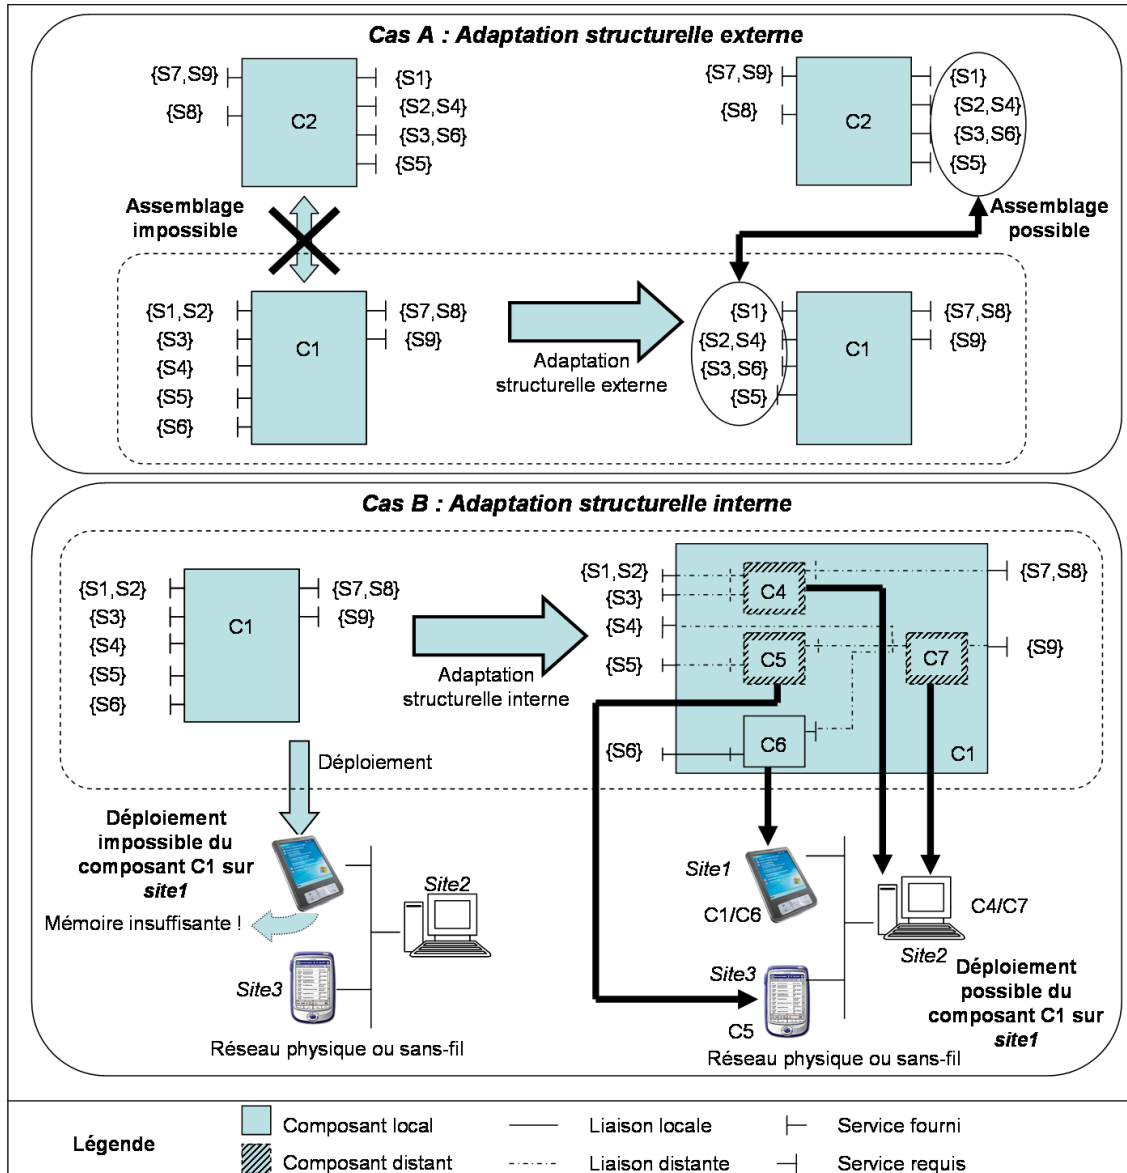 Cas A : Adaptation structurelle externe
{S7,S9}
{S8}
C2
{S1}
{S2,S4}
{S3,S6}
{S5}
{S7,S9}
{S8}
C2
{S1}
{S2,S4}
{S3,S6}
{S5}
Assemblage
impossible
Assemblage
possible
{S1,S2}
{S3}
{S4}
{S5}
{S6}
C1
{S7,S8}
{S9}
Adaptation
structurelle externe
{S1}
{S2,S4}
{S3,S6}
{S5}
C1
{S7,S8}
{S9}
Cas B : Adaptation structurelle interne
{S1,S2}
{S3}
{S4}
{S5}
{S6}
C1
{S7,S8}
{S9}
Adaptation
structurelle interne
{S1,S2}
{S3}
{S4}
{S5}
{S6}
C4
C5
C7
C6
C1
{S7,S8}
{S9}
Déploiement
Déploiement
impossible du
composant C1 sur
site1
Mémoire insuffisante !
Site2
Site3
Réseau physique ou sans-fil
Site1
C1/C6
C4/C7
Site2
Site3
C5
Déploiement
possible du
composant C1 sur
site1
Réseau physique ou sans-fil
Légende
Composant local
Liaison locale
Service fourni
Composant distant
Liaison distante
Service requis